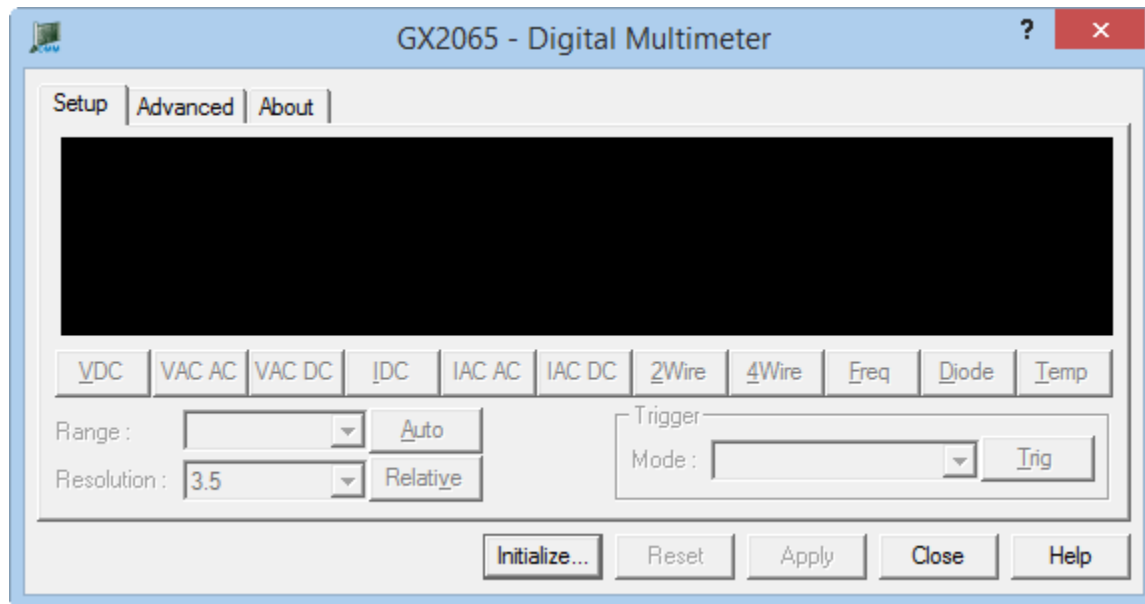 GX2065 - Digital Multimeter ? ×
Setup Advanced About
VDC VAC AC VAC DC IDC IAC AC IAC DC 2Wire 4Wire Freq Diode Temp
Range : Auto
Trigger
Mode : Trig
Resolution : 3.5 Relative
Initialize... Reset Apply Close Help